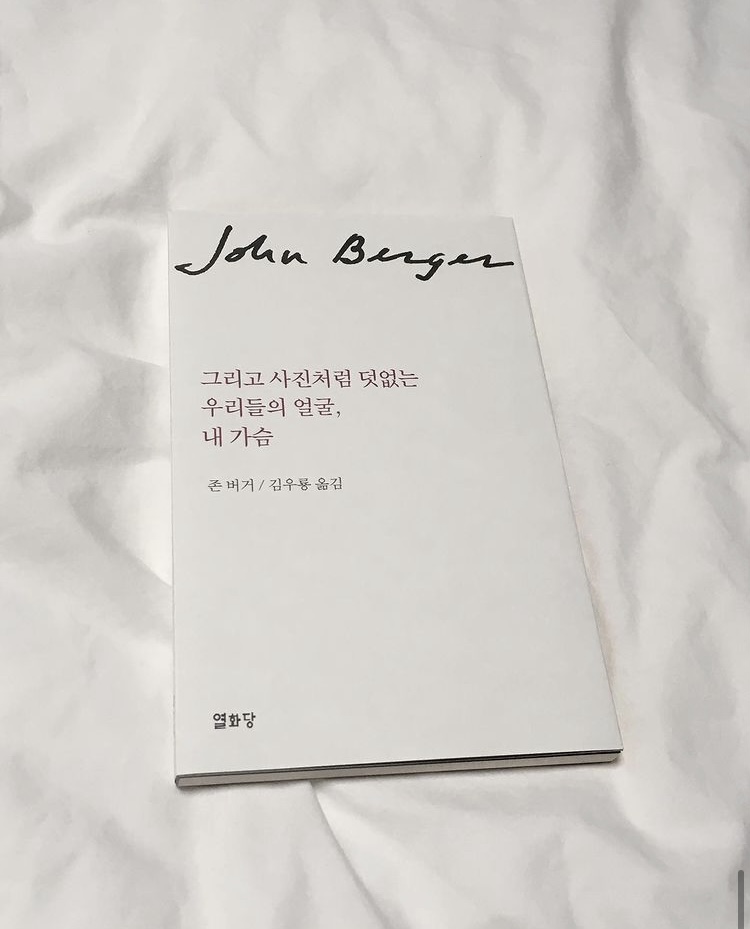 John Berger
그리고 사진처럼 덧없는
우리들의 얼굴,
내 가슴
존 버거 / 김우룡 옮김
열화당